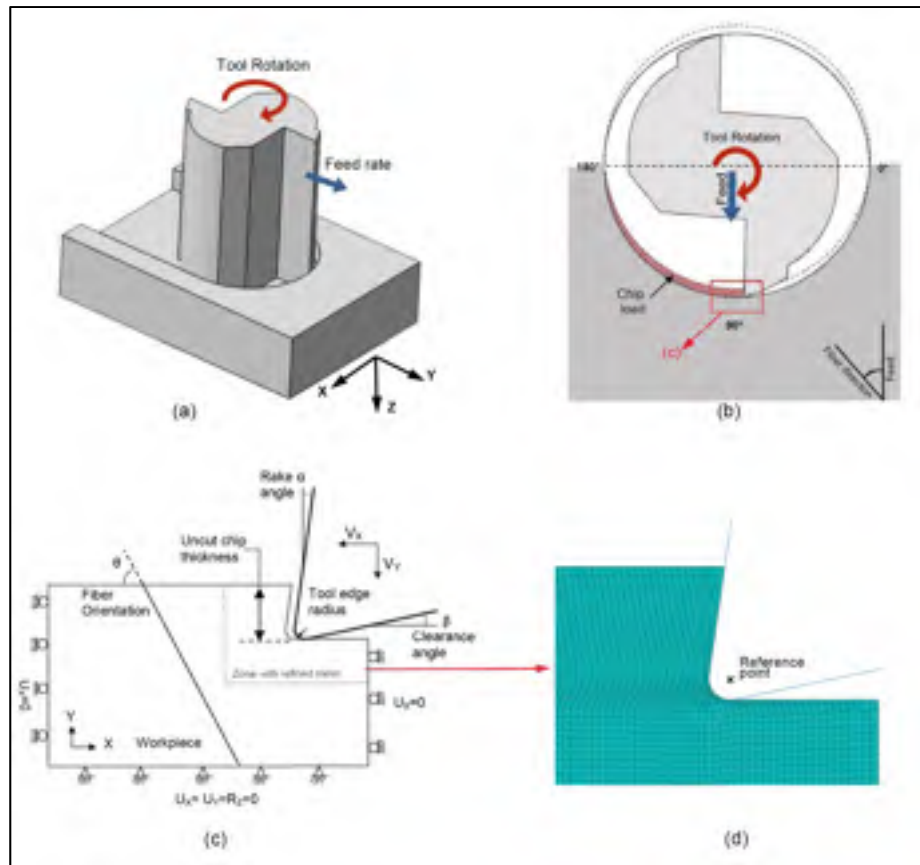 Tool Rotation
Feed rate
X
Y
Z
(a)
Tool Rotation
180°
0°
Feed
Chip
load
90°
(c)
Fiber direction
Feed
(b)
Rake α
angle
Uncut chip
thickness
Vx
VY
θ
Fiber
Orientation
Tool edge
radius
β
Clearance
angle
Zone with refined mesh
Y
X
Workpiece
UX= UY=RZ=0
(c)
Reference
point
(d)